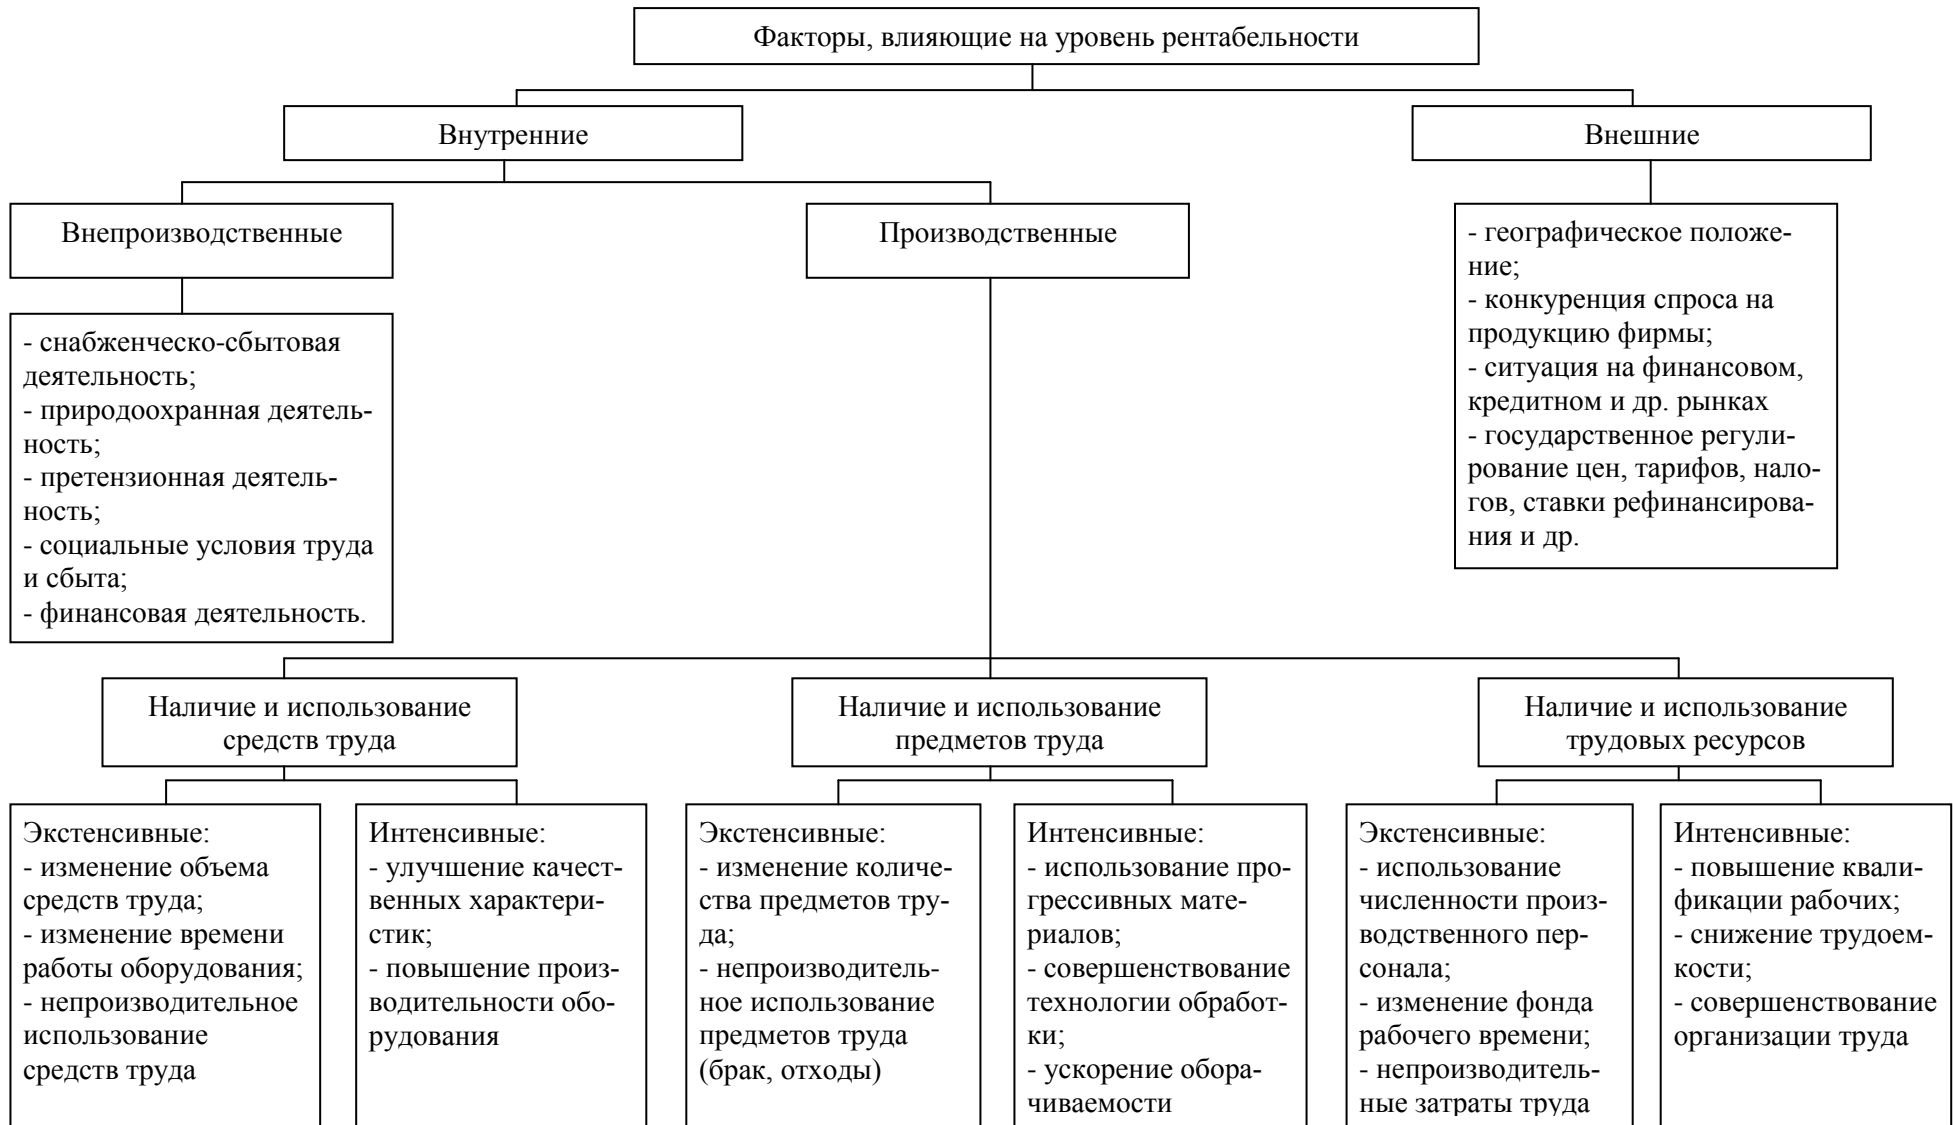 Факторы, влияющие на уровень рентабельности
Внутренние
Внешние
Внепроизводственные
Производственные
- снабженческо-сбытовая
деятельность;
- природоохранная деятель-
ность;
- претензионная деятель-
ность;
- социальные условия труда
и сбыта;
- финансовая деятельность.
- географическое положе-
ние;
- конкуренция спроса на
продукцию фирмы;
- ситуация на финансовом,
кредитном и др. рынках
- государственное регули-
рование цен, тарифов, нало-
гов, ставки рефинансирова-
ния и др.
Наличие и использование
средств труда
Наличие и использование
предметов труда
Наличие и использование
трудовых ресурсов
Экстенсивные:
- изменение объема
средств труда;
- изменение времени
работы оборудования;
- непроизводительное
использование
средств труда
Интенсивные:
- улучшение качест-
венных характери-
стик;
- повышение произ-
водительности обо-
рудования
Экстенсивные:
- изменение количе-
ства предметов тру-
да;
- непроизводитель-
ное использование
предметов труда
(брак, отходы)
Интенсивные:
- использование про-
грессивных мате-
риалов;
- совершенствование
технологии обработ-
ки;
- ускорение обора-
чиваемости
Экстенсивные:
- использование
численности произ-
водственного пер-
сонала;
- изменение фонда
рабочего времени;
- непроизводитель-
ные затраты труда
Интенсивные:
- повышение квали-
фикации рабочих;
- снижение трудоем-
кости;
- совершенствование
организации труда